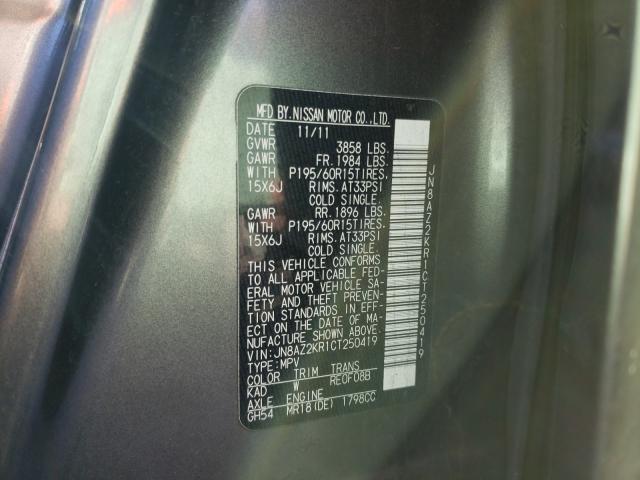 MFD BY.NISSAN MOTOR CO.,LTD.
DATE 11/11
GVWR 3858 LBS.
GAWR FR.1984 LBS.
WITH P195/60R15TIRES,
15X6J RIMS.AT33PSI
COLD SINGLE.
GAWR RR.1896 LBS.
WITH P195/60R15TIRES,
15X6J RIMS.AT33PSI
COLD SINGLE.
THIS VEHICLE CONFORMS
TO ALL APPLICABLE FED-
ERAL MOTOR VEHICLE SA-
FETY AND THEFT PREVEN-
TION STANDARDS IN EFF-
ECT ON THE DATE OF MA-
NUFACTURE SHOWN ABOVE.
VIN:JN8AZ2KR1CT250419
TYPE:MPV
COLOR TRIM TRANS
KAD W RE0F08B
AXLE ENGINE
GH54 MR18(DE) 1798CC
JN8AZ2KR1CT250419